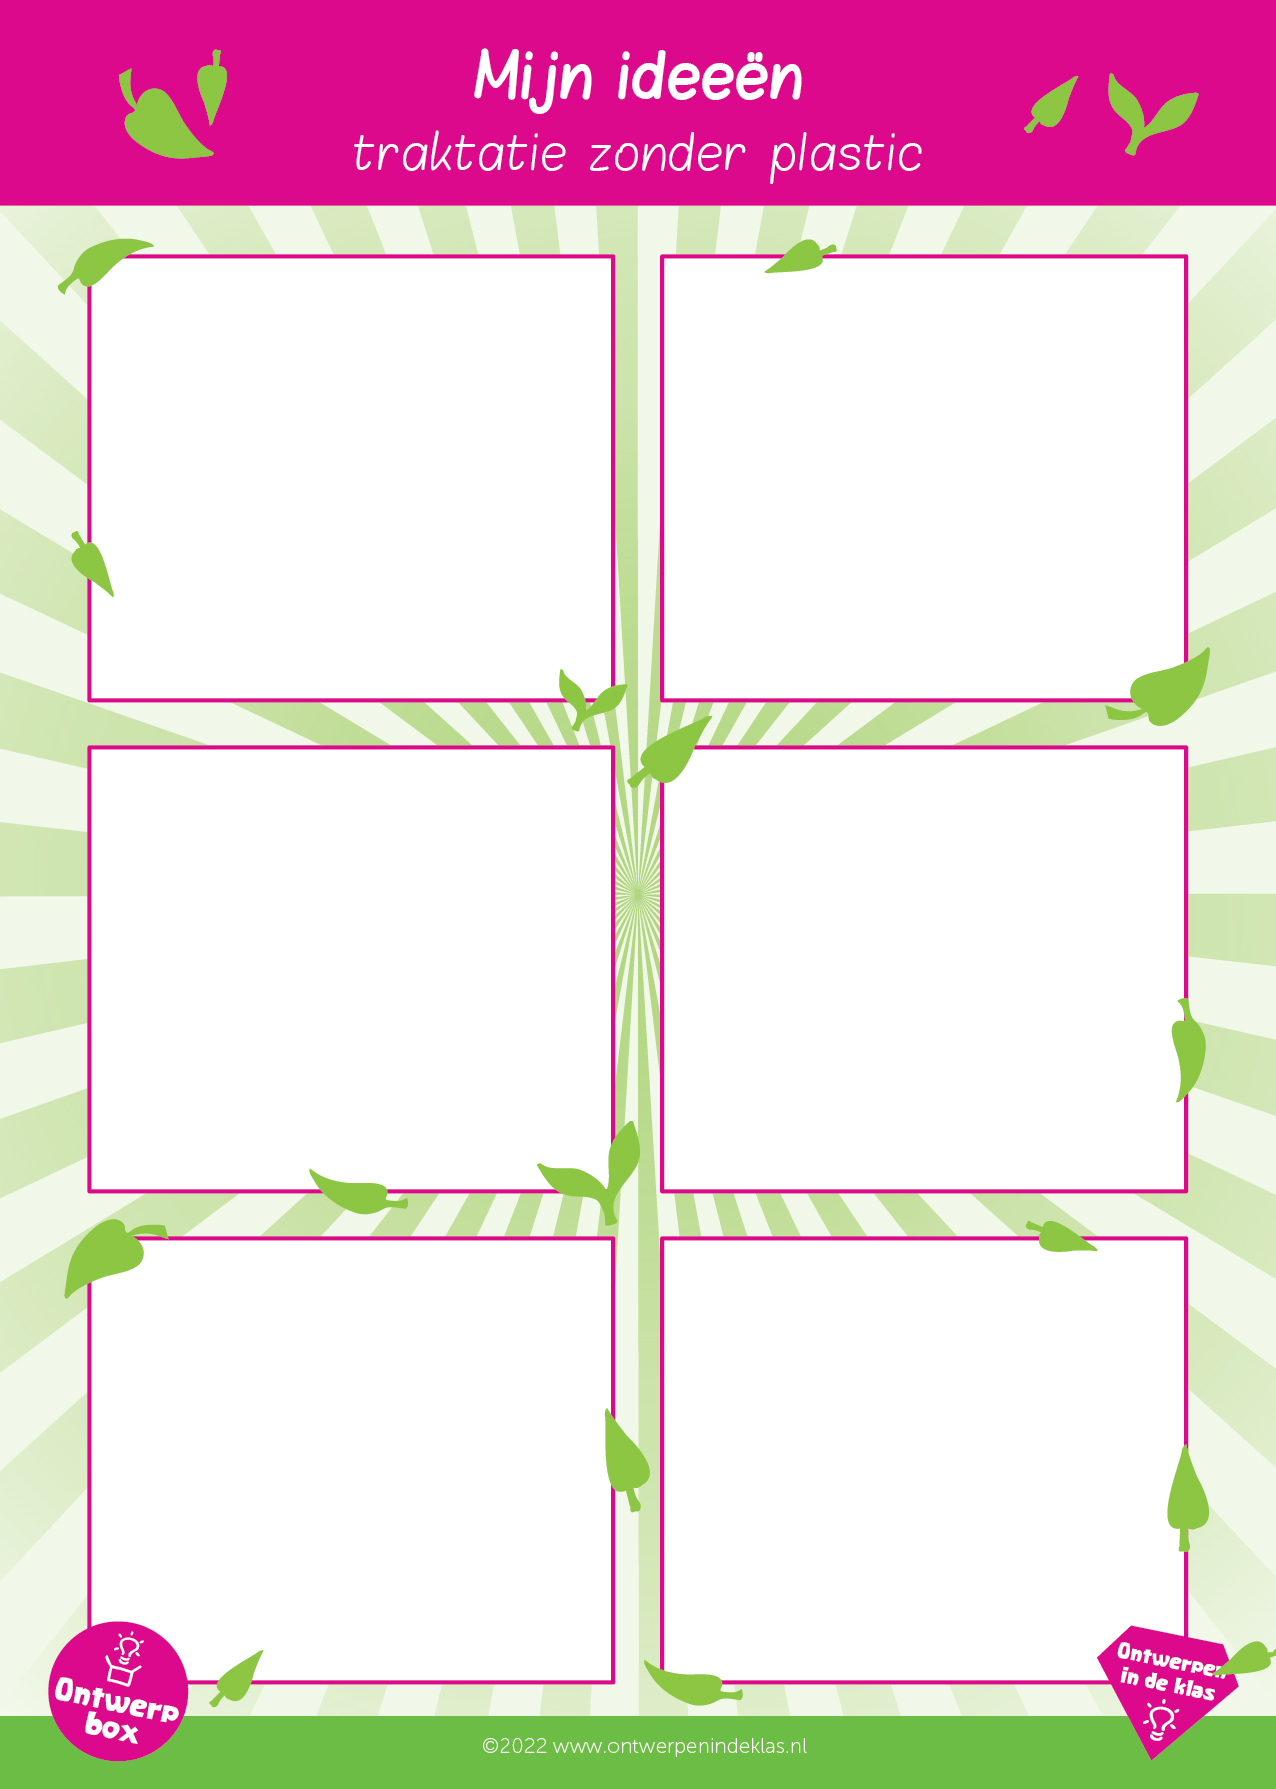 Mijn ideeën
traktatie zonder plastic
Ontwerp
box
Ontwerpen
in de klas
©2022 www.ontwerpenindeklas.nl